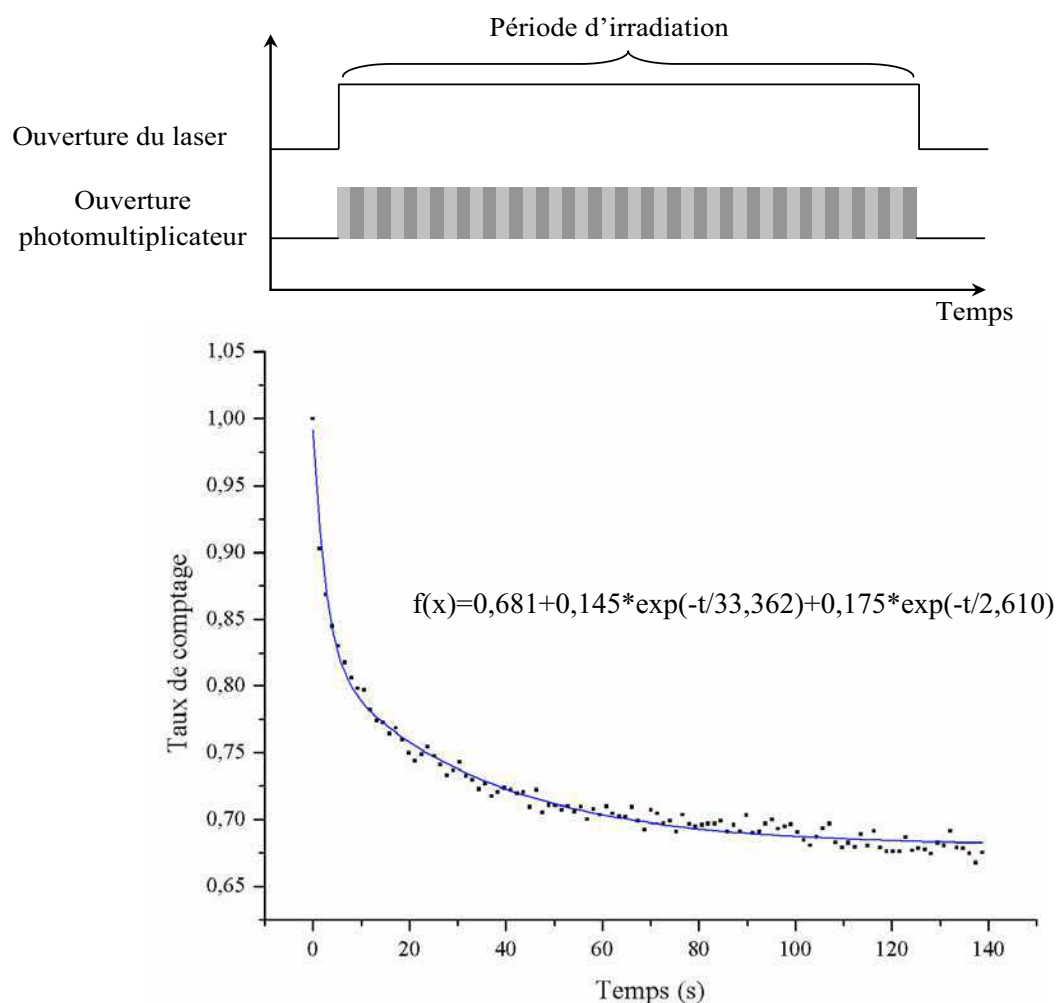 Période d'irradiation
Ouverture du laser
Ouverture
photomultiplicateur
Temps
1,05
1,00
0,95
0,90
0,85
0,80
0,75
0,70
0,65
Taux de comptage
f(x)=0,681+0,145*exp(-t/33,362)+0,175*exp(-t/2,610)
0 20 40 60 80 100 120 140
Temps (s)